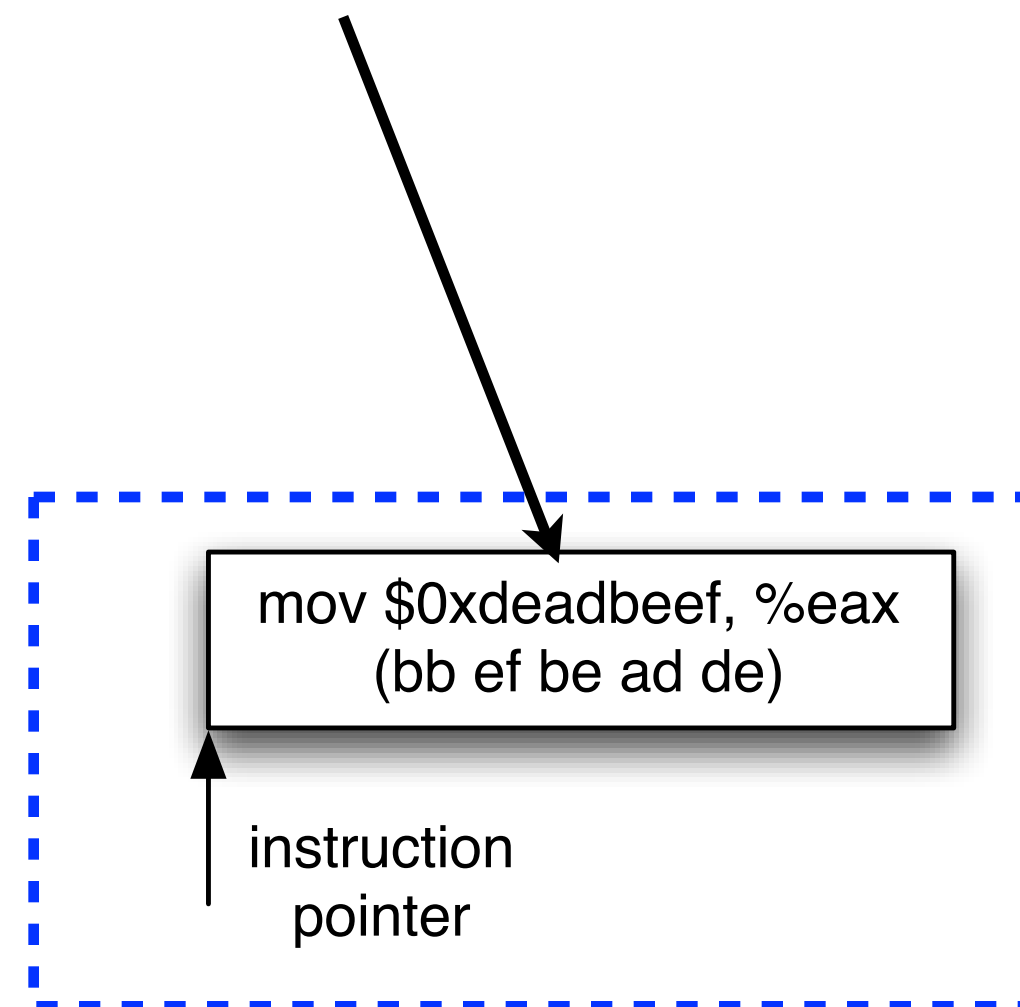 mov $0xdeadbeef, %eax
(bb ef be ad de)
instruction
pointer